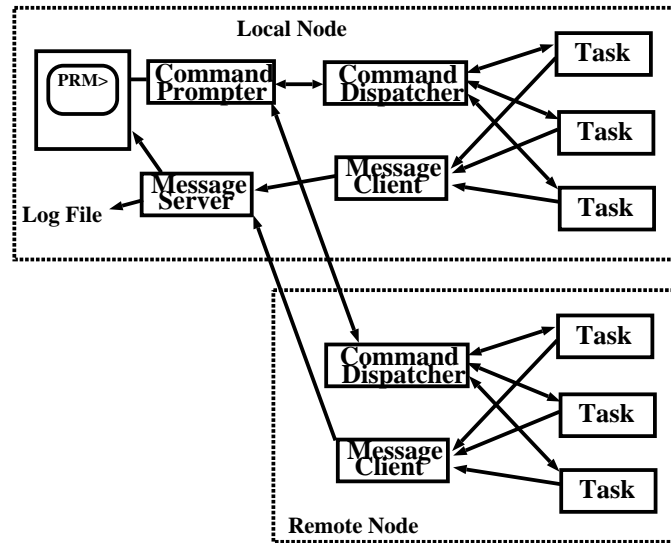 Local Node
PRM>
Command
Prompter
Command
Dispatcher
Task
Task
Task
Message
Client
Message
Server
Log File
Command
Dispatcher
Task
Task
Task
Message
Client
Remote Node